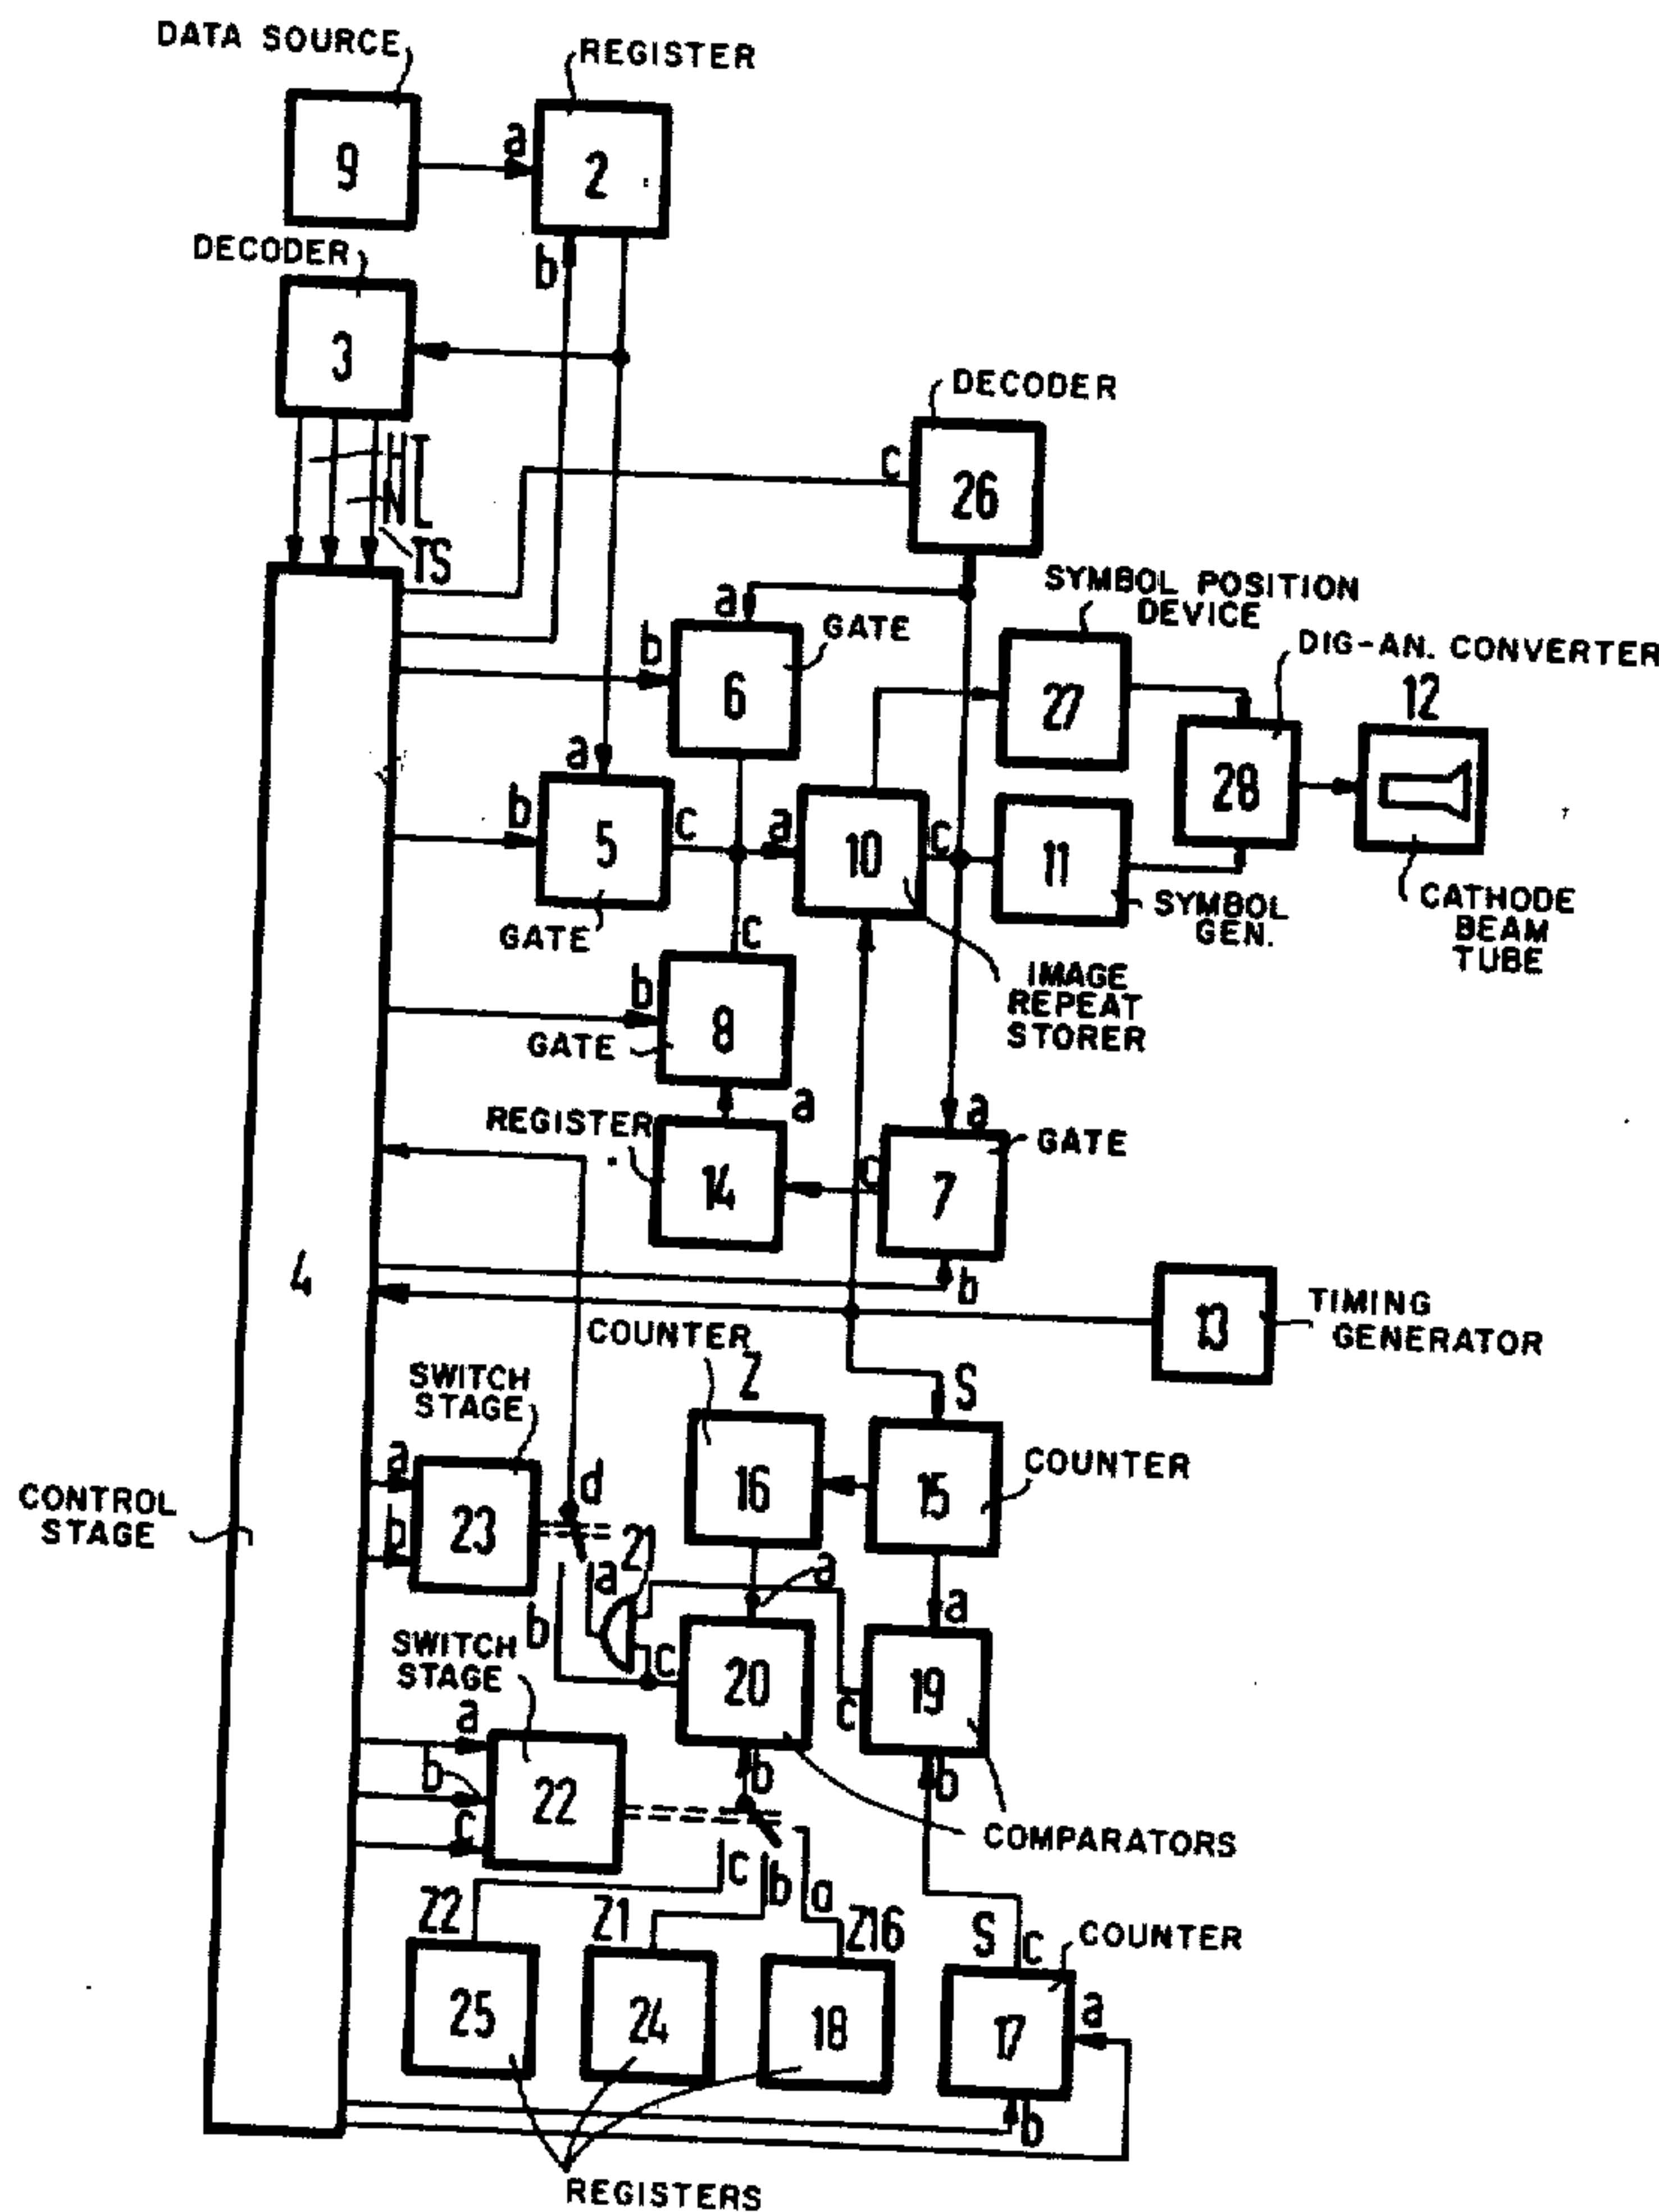 DATA SOURCE
REGISTER
9
a
2
b
DECODER
3
HT
NL
TS
DECODER
c
26
a
GATE
b
6
SYMBOL POSITION
DEVICE
27
DIG-AN. CONVERTER
12
28
CATHODE
BEAM
TUBE
a
b
5
c
GATE
a
10
c
11
SYMBOL
GEN.
IMAGE
REPEAT
STORER
c
b
8
GATE
a
REGISTER
14
c
a
7
GATE
b
4
13
TIMING
GENERATOR
COUNTER
Z
S
SWITCH
STAGE
a
b
23
d
16
15
COUNTER
CONTROL
STAGE
21
a
b
a
a
c
20
c
19
SWITCH
STAGE
a
b
c
22
b
b
COMPARATORS
c
b
a
Z2
Z1
Z16
S
c
COUNTER
25
24
18
17
a
b
REGISTERS